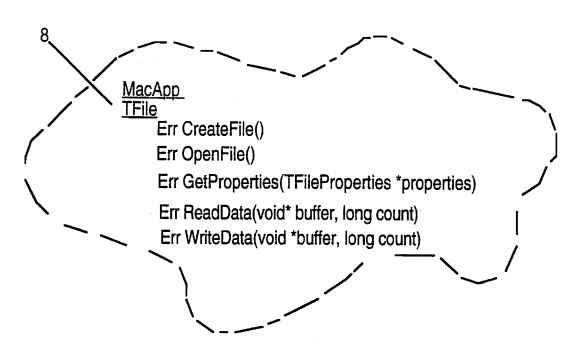 8
MacApp
TFile
Err CreateFile()
Err OpenFile()
Err GetProperties(TFileProperties *properties)
Err ReadData(void* buffer, long count)
Err WriteData(void *buffer, long count)